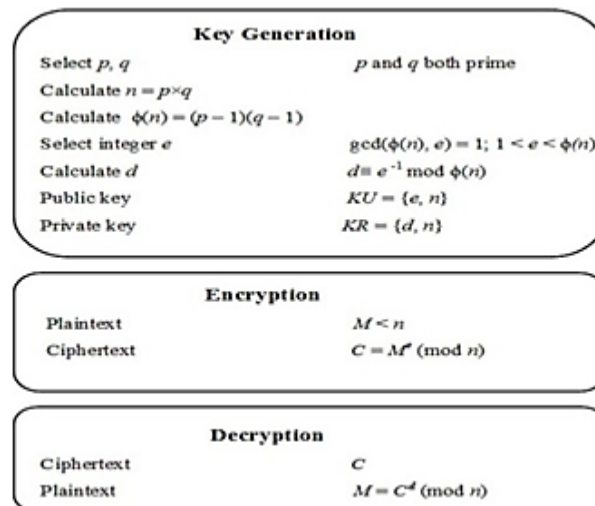 Key Generation
Select p, q p and q both prime
Calculate n = p×q
Calculate ϕ(n) = (p – 1)(q – 1)
Select integer e gcd(ϕ(n), e) = 1; 1 < e < ϕ(n)
Calculate d d≡ e⁻¹ mod ϕ(n)
Public key KU = {e, n}
Private key KR = {d, n}
Encryption
Plaintext M < n
Ciphertext C = Mᵉ (mod n)
Decryption
Ciphertext C
Plaintext M = Cᵈ (mod n)